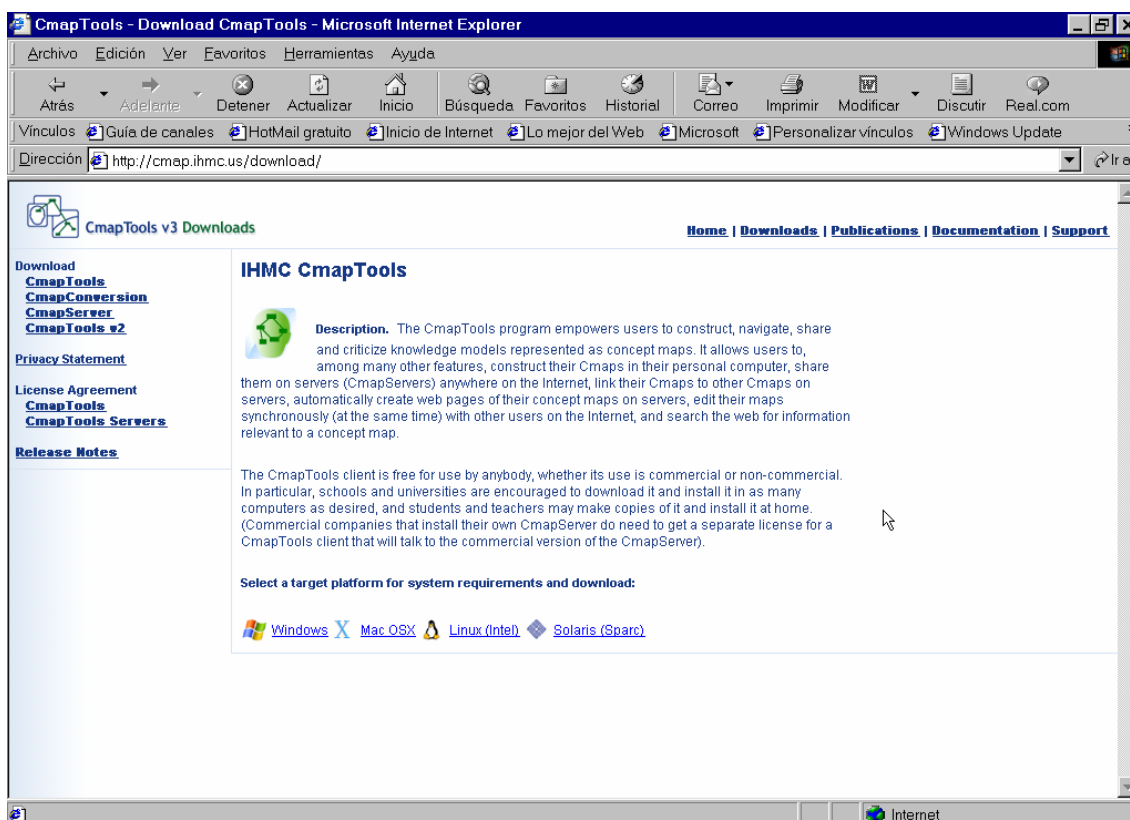 CmapTools - Download CmapTools - Microsoft Internet Explorer
Archivo Edición Ver Favoritos Herramientas Ayuda
Atrás Adelante Detener Actualizar Inicio Búsqueda Favoritos Historial Correo Imprimir Modificar Discutir Real.com
Vínculos Guía de canales HotMail gratuito Inicio de Internet Lo mejor del Web Microsoft Personalizar vínculos Windows Update
Dirección http://cmap.ihmc.us/download/ Ir a
CmapTools v3 Downloads
Home | Downloads | Publications | Documentation | Support
Download
CmapTools
CmapConversion
CmapServer
CmapTools v2
Privacy Statement
License Agreement
CmapTools
CmapTools Servers
Release Notes
IHMC CmapTools
Description. The CmapTools program empowers users to construct, navigate, share
and criticize knowledge models represented as concept maps. It allows users to,
among many other features, construct their Cmaps in their personal computer, share
them on servers (CmapServers) anywhere on the Internet, link their Cmaps to other Cmaps on
servers, automatically create web pages of their concept maps on servers, edit their maps
synchronously (at the same time) with other users on the Internet, and search the web for information
relevant to a concept map.
The CmapTools client is free for use by anybody, whether its use is commercial or non-commercial.
In particular, schools and universities are encouraged to download it and install it in as many
computers as desired, and students and teachers may make copies of it and install it at home.
(Commercial companies that install their own CmapServer do need to get a separate license for a
CmapTools client that will talk to the commercial version of the CmapServer).
Select a target platform for system requirements and download:
Windows Mac OSX Linux (Intel) Solaris (Sparc)
Internet